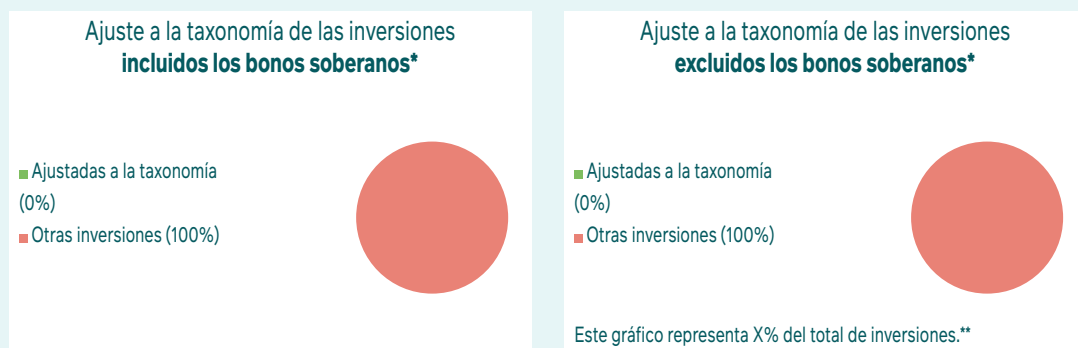 Ajuste a la taxonomía de las inversiones
incluidos los bonos soberanos*
Ajustadas a la taxonomía
(0%)
Otras inversiones (100%)
Ajuste a la taxonomía de las inversiones
excluidos los bonos soberanos*
Ajustadas a la taxonomía
(0%)
Otras inversiones (100%)
Este gráfico representa X% del total de inversiones.**